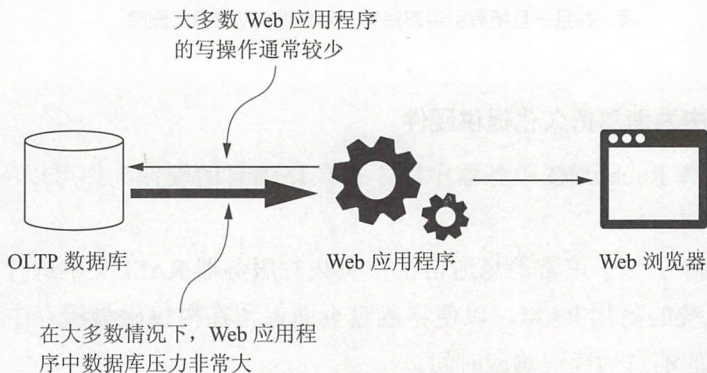 大多数 Web 应用程序
的写操作通常较少
OLTP 数据库
Web 应用程序
Web 浏览器
在大多数情况下，Web 应用程
序中数据库压力非常大